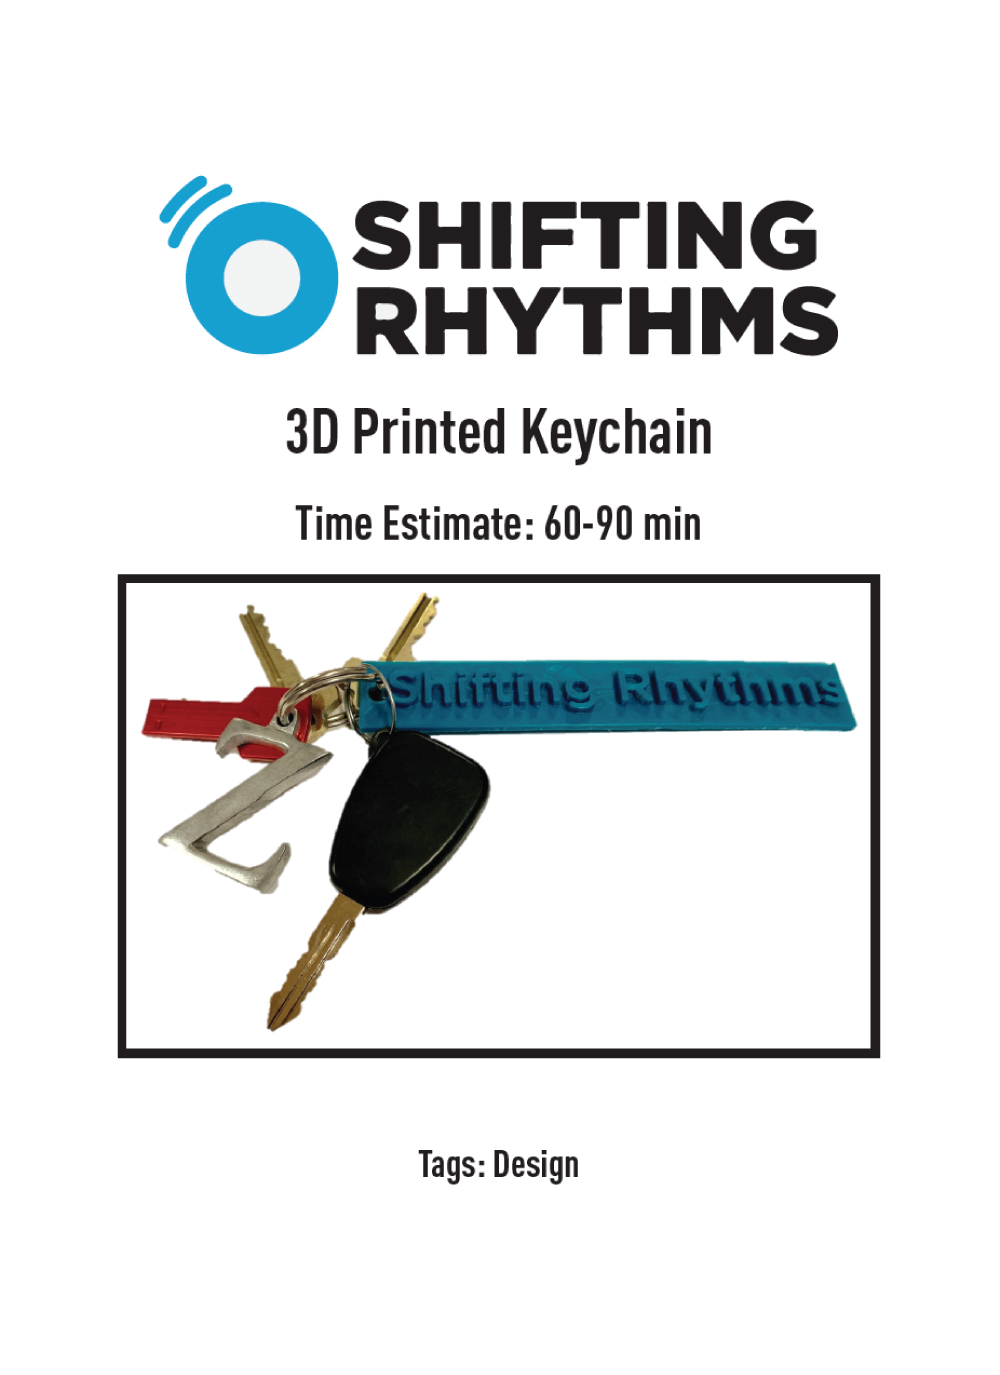 SHIFTING
RHYTHMS
3D Printed Keychain
Time Estimate: 60-90 min
Shifting Rhythms
Tags: Design